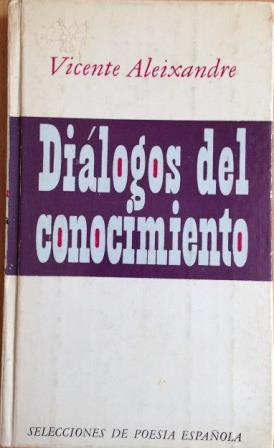 Vicente Aleixandre
Diálogos del
conocimiento
SELECCIONES DE POESIA ESPAÑOLA